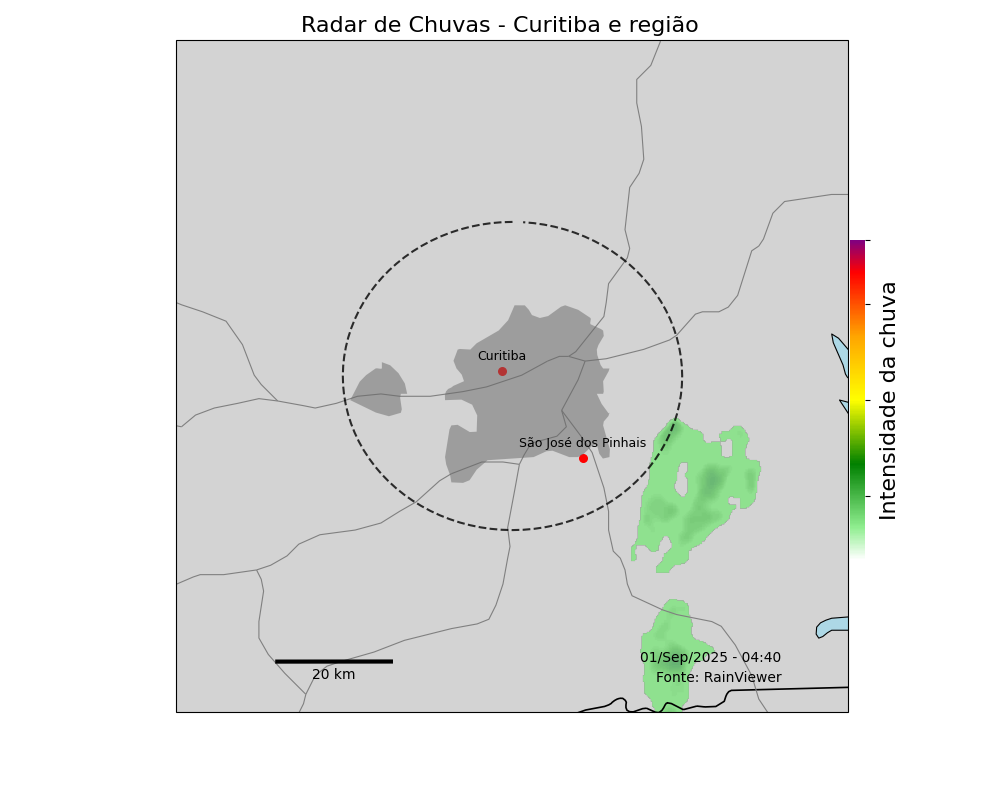 Radar de Chuvas - Curitiba e região
Curitiba
São José dos Pinhais
Intensidade da chuva
01/Sep/2025 - 04:40
Fonte: RainViewer
20 km